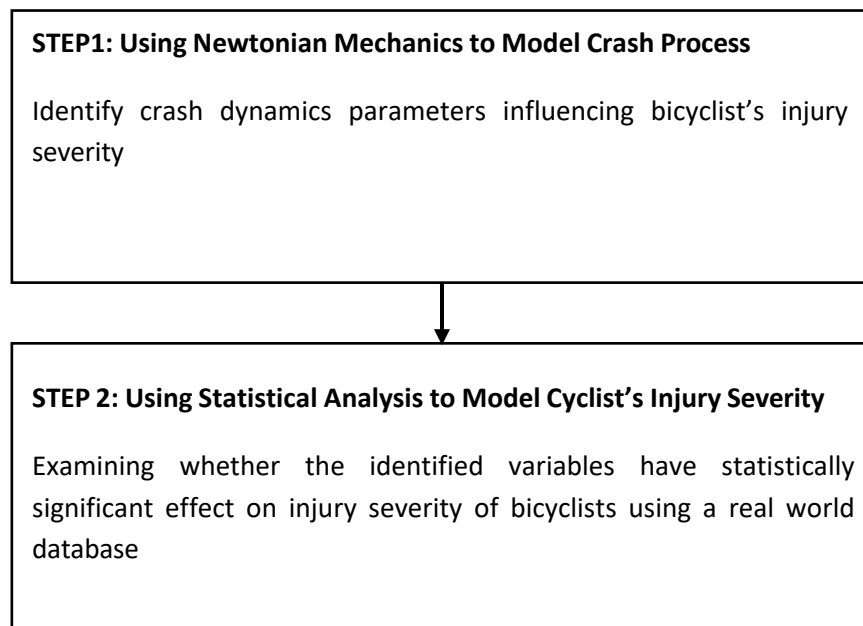 STEP1: Using Newtonian Mechanics to Model Crash Process
Identify crash dynamics parameters influencing bicyclist’s injury
severity
STEP 2: Using Statistical Analysis to Model Cyclist’s Injury Severity
Examining whether the identified variables have statistically
significant effect on injury severity of bicyclists using a real world
database